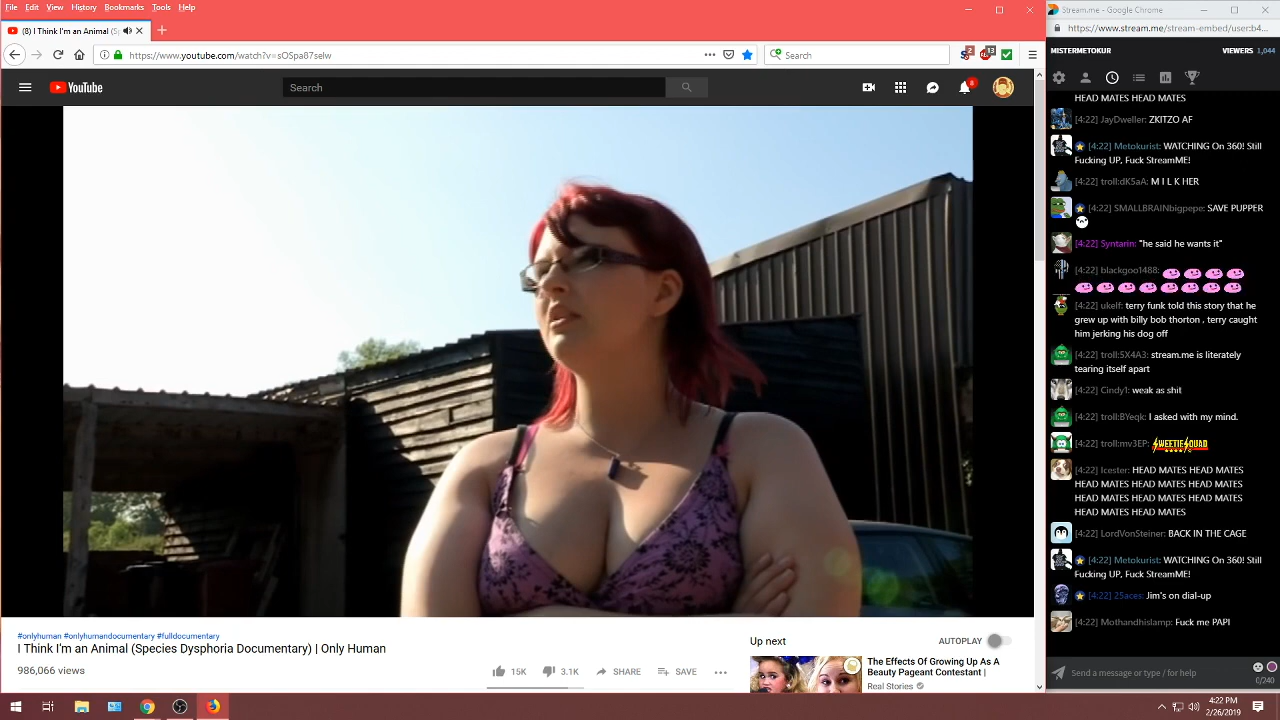 File Edit View History Bookmarks Tools Help
(8) I Think I'm an Animal (S
https://www.youtube.com/watch?v=sOSpa87seIw
Search
2
13
YouTube
Search
8
#onlyhuman #onlyhumandocumentary #fulldocumentary
I Think I'm an Animal (Species Dysphoria Documentary) | Only Human
986,066 views
15K
3.1K
SHARE
SAVE
Up next
AUTOPLAY
The Effects Of Growing Up As A
Beauty Pageant Contestant |
Real Stories
Stream.me - Google Chrome
https://www.stream.me/stream-embed/user:b4...
MISTERMETOKUR
VIEWERS 1,044
HEAD MATES HEAD MATES
[4:22] JayDweller: ZKITZO AF
[4:22] Metokurist: WATCHING On 360! Still
Fucking UP, Fuck StreamME!
[4:22] troll:dK5aA: M I L K HER
[4:22] SMALLBRAINbigpepe: SAVE PUPPER
[4:22] Syntarin: "he said he wants it"
[4:22] blackgoo1488:
[4:22] ukelf: terry funk told this story that he
grew up with billy bob thorton , terry caught
him jerking his dog off
[4:22] troll:5X4A3: stream.me is literally
tearing itself apart
[4:22] Cindy1: weak as shit
[4:22] troll:BYeqk: I asked with my mind.
[4:22] troll:mv3EP: SWEETIE SQUAD
[4:22] Icester: HEAD MATES HEAD MATES
HEAD MATES HEAD MATES HEAD MATES
HEAD MATES HEAD MATES HEAD MATES
HEAD MATES HEAD MATES
[4:22] LordVonSteiner: BACK IN THE CAGE
[4:22] Metokurist: WATCHING On 360! Still
Fucking UP, Fuck StreamME!
[4:22] 25aces: Jim's on dial-up
[4:22] Mothandhislamp: Fuck me PAPI
Send a message or type / for help
0/240
4:22 PM
2/26/2019